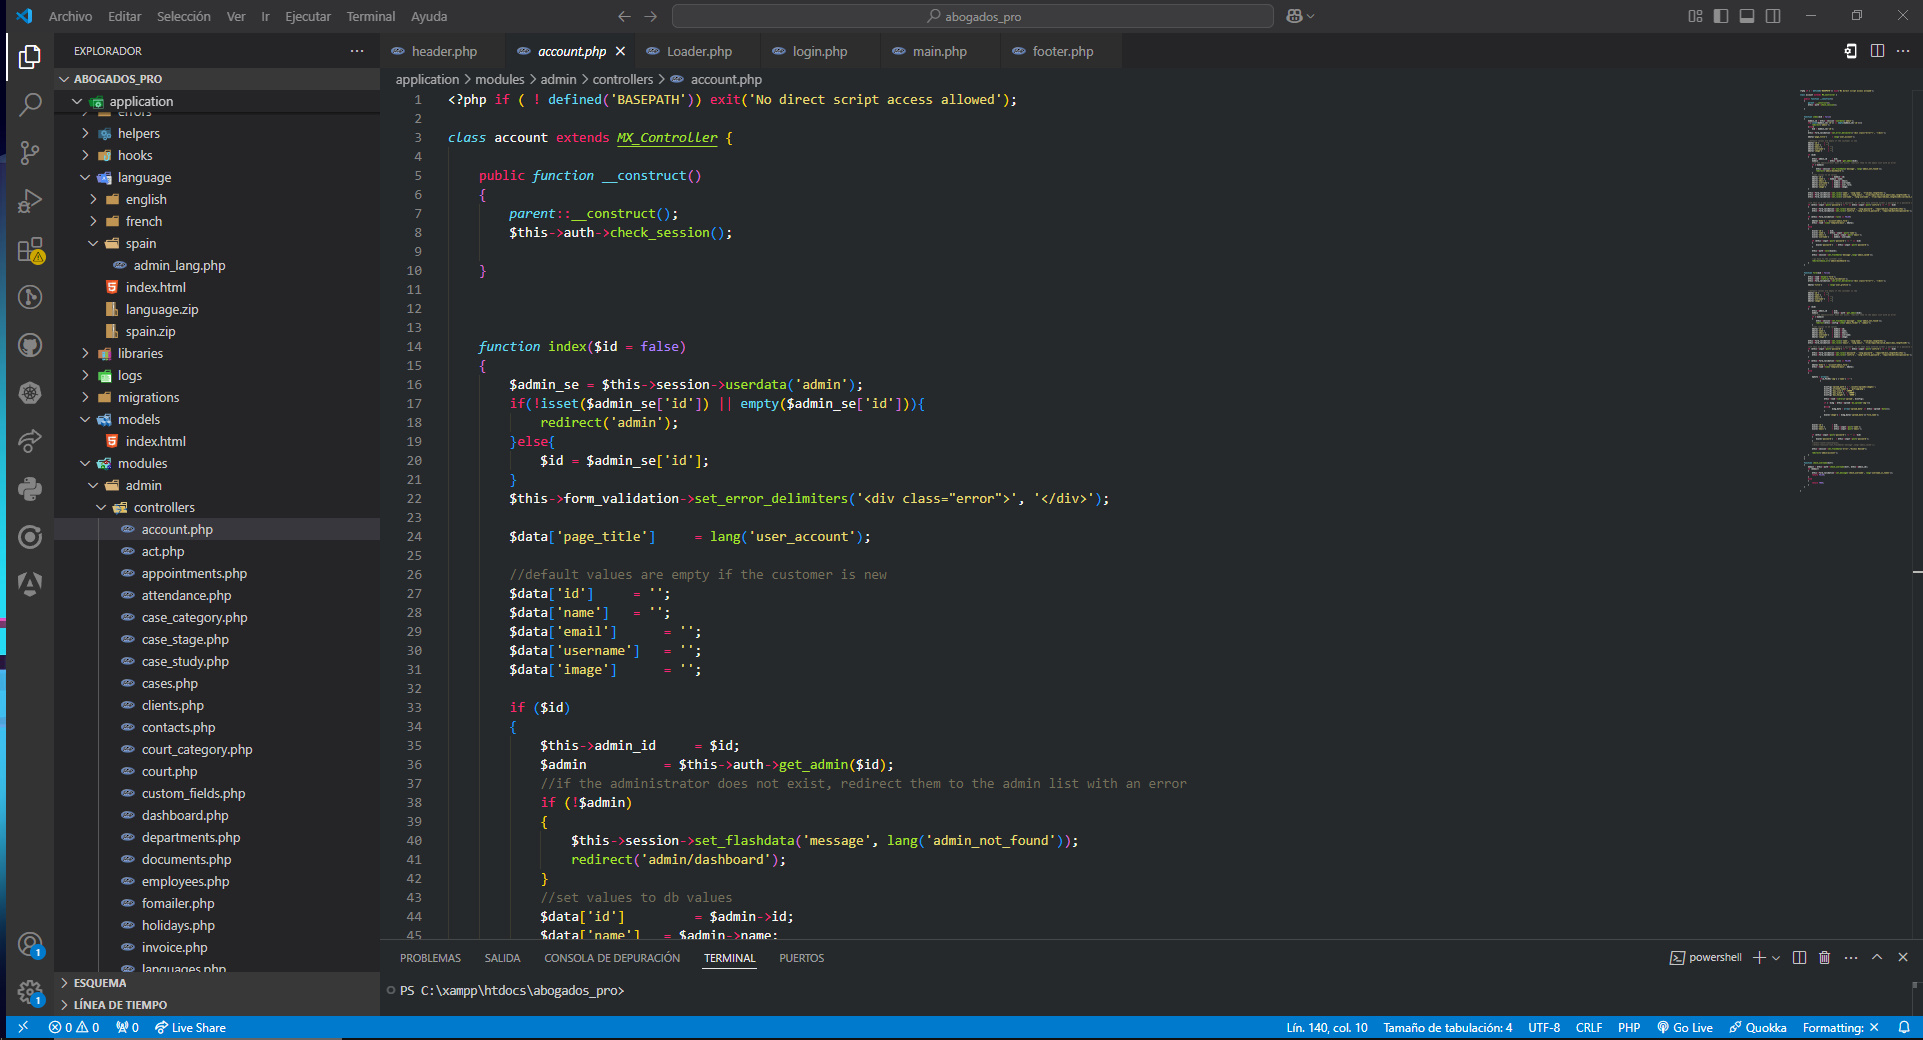 Archivo Editar Selección Ver Ir Ejecutar Terminal Ayuda
abogados_pro
EXPLORADOR
ABOGADOS_PRO
application
errors
helpers
hooks
language
english
french
spain
admin_lang.php
index.html
language.zip
spain.zip
libraries
logs
migrations
models
index.html
modules
admin
controllers
account.php
act.php
appointments.php
attendance.php
case_category.php
case_stage.php
case_study.php
cases.php
clients.php
contacts.php
court_category.php
court.php
custom_fields.php
dashboard.php
departments.php
documents.php
employees.php
fomailer.php
holidays.php
invoice.php
languages.php
ESQUEMA
LÍNEA DE TIEMPO
header.php account.php Loader.php login.php main.php footer.php
application > modules > admin > controllers > account.php
1 <?php if ( ! defined('BASEPATH')) exit('No direct script access allowed');
2
3 class account extends MX_Controller {
4
5 public function __construct()
6 {
7 parent::__construct();
8 $this->auth->check_session();
9
10 }
11
12
13
14 function index($id = false)
15 {
16 $admin_se = $this->session->userdata('admin');
17 if(!isset($admin_se['id']) || empty($admin_se['id'])){
18 redirect('admin');
19 }else{
20 $id = $admin_se['id'];
21 }
22 $this->form_validation->set_error_delimiters('<div class="error">', '</div>');
23
24 $data['page_title'] = lang('user_account');
25
26 //default values are empty if the customer is new
27 $data['id'] = '';
28 $data['name'] = '';
29 $data['email'] = '';
30 $data['username'] = '';
31 $data['image'] = '';
32
33 if ($id)
34 {
35 $this->admin_id = $id;
36 $admin = $this->auth->get_admin($id);
37 //if the administrator does not exist, redirect them to the admin list with an error
38 if (!$admin)
39 {
40 $this->session->set_flashdata('message', lang('admin_not_found'));
41 redirect('admin/dashboard');
42 }
43 //set values to db values
44 $data['id'] = $admin->id;
45 $data['name'] = $admin->name;
PROBLEMAS SALIDA CONSOLA DE DEPURACIÓN TERMINAL PUERTOS
powershell
PS C:\xampp\htdocs\abogados_pro>
1
1
0 0 0 Live Share
Lín. 140, col. 10 Tamaño de tabulación: 4 UTF-8 CRLF PHP Go Live Quokka Formatting: ×